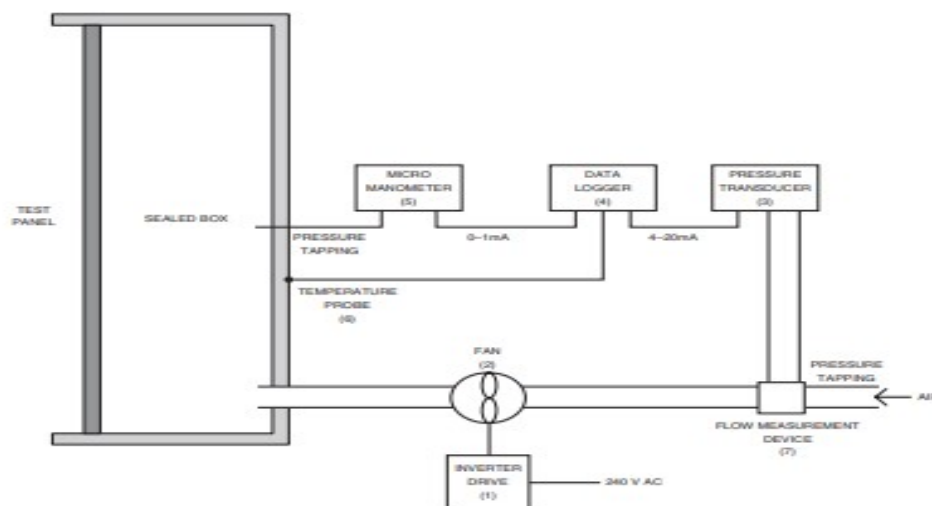 MICRO
MANOMETER
(5)
DATA
LOGGER
(4)
PRESSURE
TRANSDUCER
(3)
TEST
PANEL
SEALED BOX
PRESSURE
TAPPING
0–1mA
4–20mA
TEMPERATURE
PROBE
(6)
FAN
(2)
PRESSURE
TAPPING
FLOW MEASUREMENT
DEVICE
(7)
INVERTER
DRIVE
(1)
240 V AC